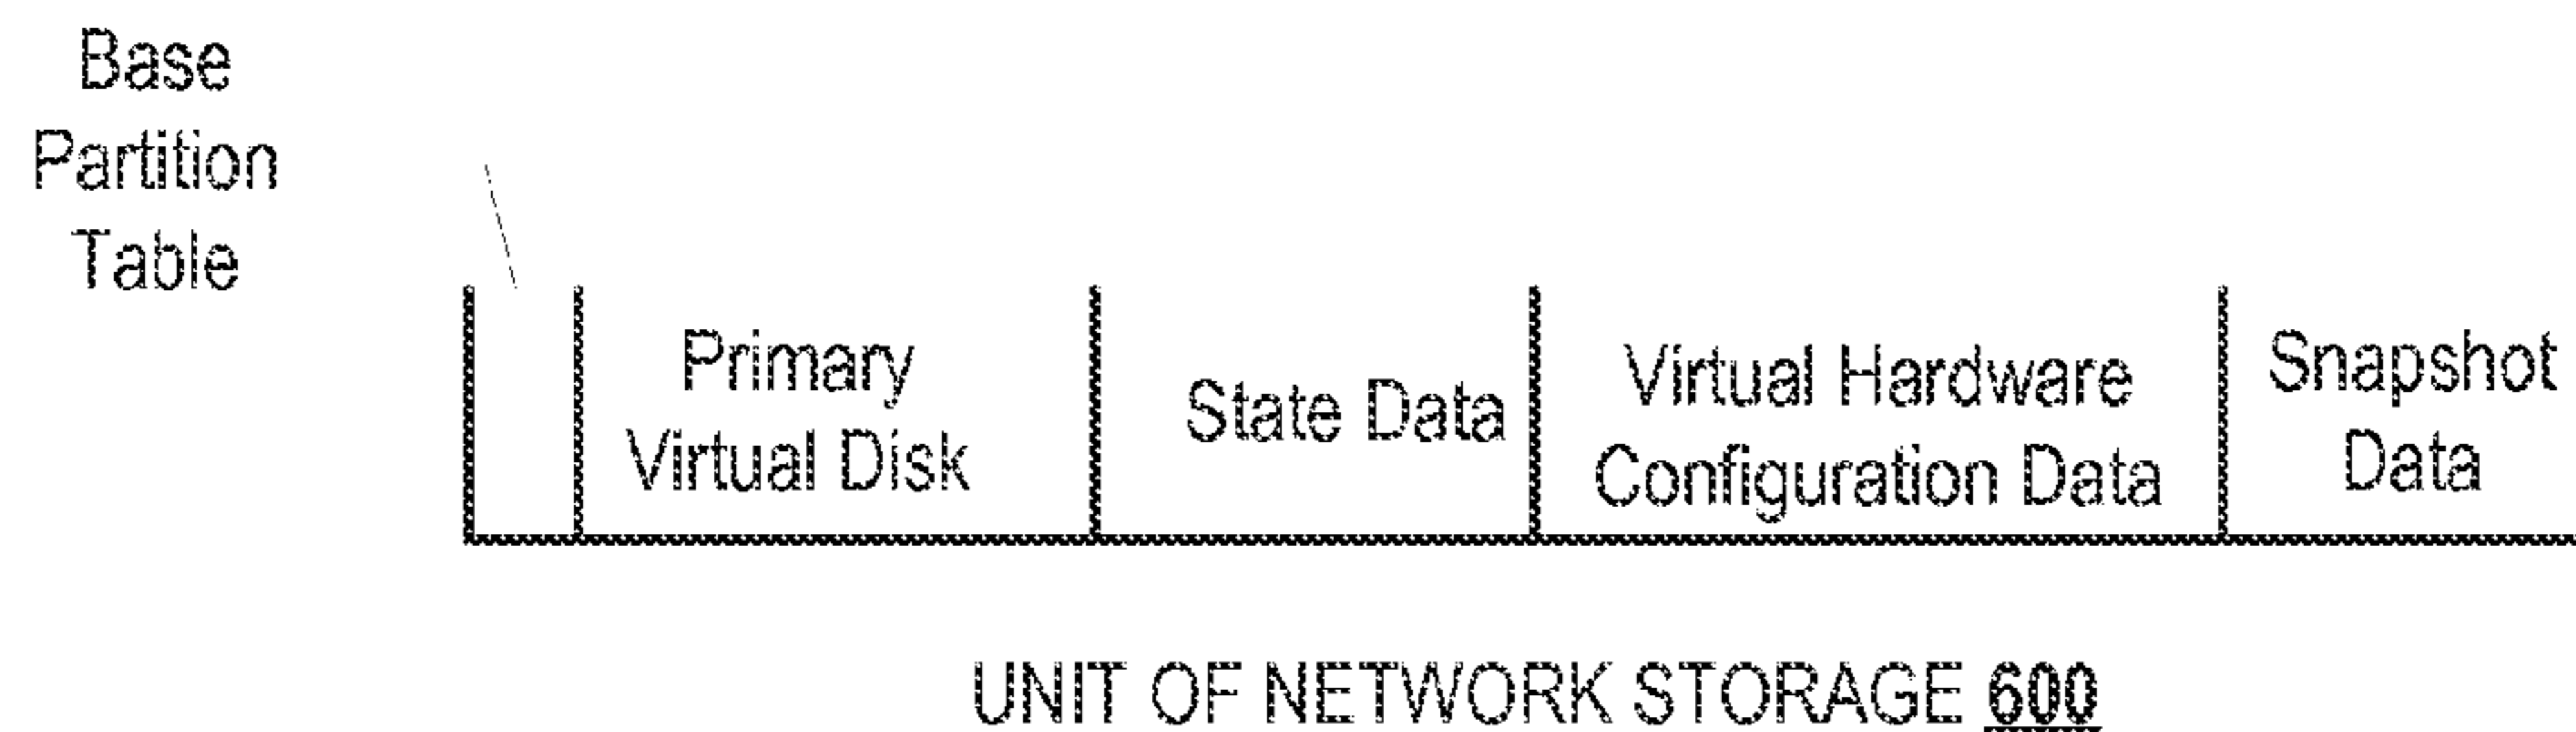 Base
Partition
Table
Primary
Virtual Disk
State Data
Virtual Hardware
Configuration Data
Snapshot
Data
UNIT OF NETWORK STORAGE 600